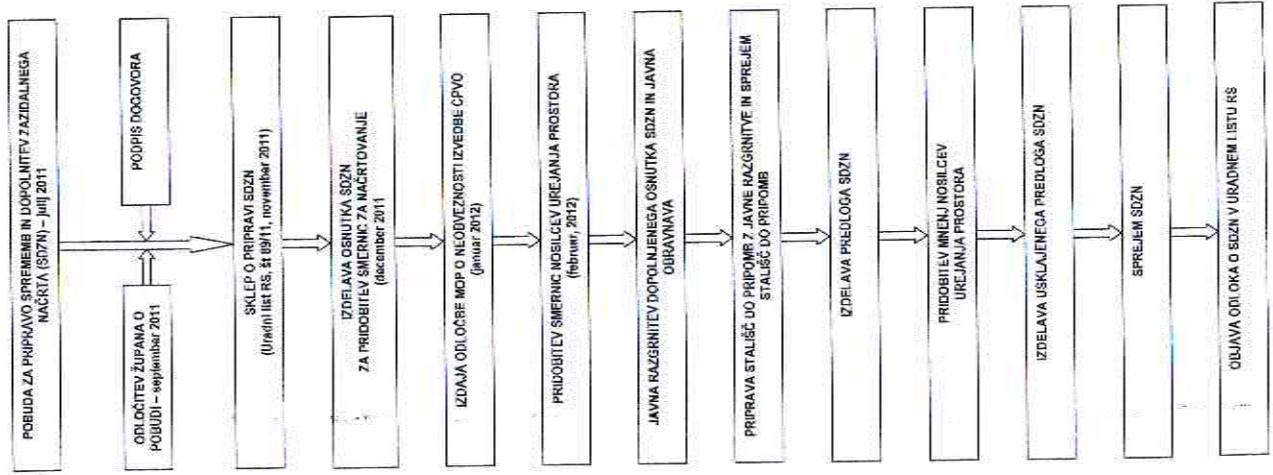 POBUDA ZA PRIPRAVO SPREMEMB IN DOPOLNITEV ZAZIDALNEGA
NAČRTA (SDZN) – julij 2011
ODLOČITEV ŽUPANA O
POBUDI – september 2011
PODPIS DOGOVORA
SKLEP O PRIPRAVI SDZN
(Uradni list RS, št 89/11, november 2011)
IZDELAVA OSNUTKA SDZN
ZA PRIDOBITEV SMERNIC ZA NAČRTOVANJE
(december 2011)
IZDAJA ODLOČBE MOP O NEOBVEZNOSTI IZVEDBE CPVO
(januar 2012)
PRIDOBITEV SMERNIC NOSILCEV UREJANJA PROSTORA
(februar, 2012)
JAVNA RAZGRNITEV DOPOLNJENEGA OSNUTKA SDZN IN JAVNA
OBRAVNAVA
PRIPRAVA STALIŠČ DO PRIPOMB Z JAVNE RAZGRNITVE IN SPREJEM
STALIŠČ DO PRIPOMB
IZDELAVA PREDLOGA SDZN
PRIDOBITEV MNENJ NOSILCEV
UREJANJA PROSTORA
IZDELAVA USKLAJENEGA PREDLOGA SDZN
SPREJEM SDZN
OBJAVA ODLOKA O SDZN V URADNEM LISTU RS